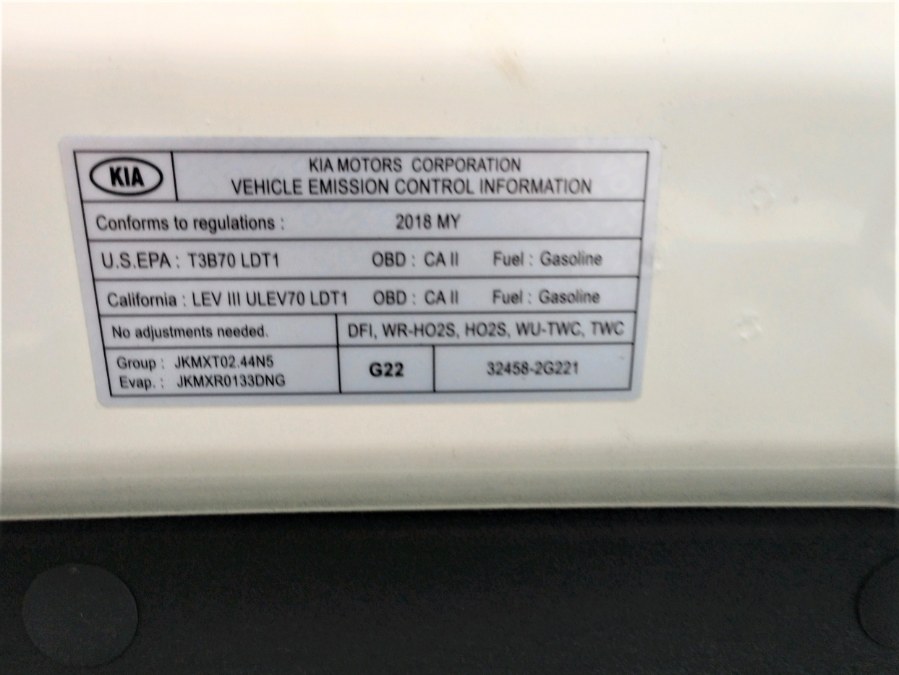 KIA
KIA MOTORS CORPORATION
VEHICLE EMISSION CONTROL INFORMATION
Conforms to regulations : 2018 MY
U.S.EPA : T3B70 LDT1 OBD : CA II Fuel : Gasoline
California : LEV III ULEV70 LDT1 OBD : CA II Fuel : Gasoline
No adjustments needed. DFI, WR-HO2S, HO2S, WU-TWC, TWC
Group : JKMXT02.44N5
Evap. : JKMXR0133DNG
G22
32458-2G221